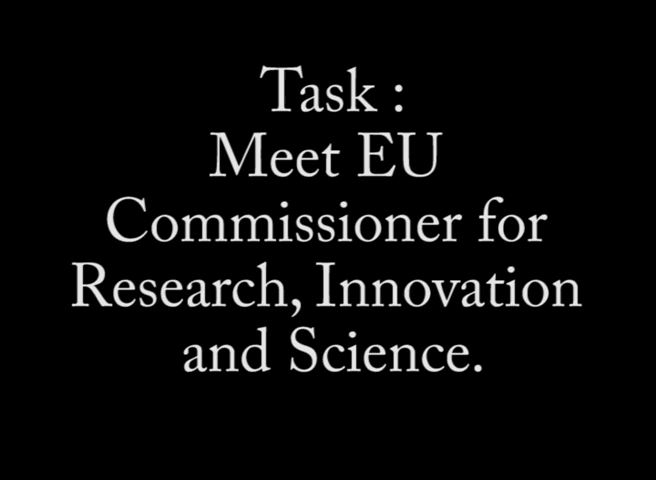 Task :
Meet EU
Commissioner for
Research, Innovation
and Science.